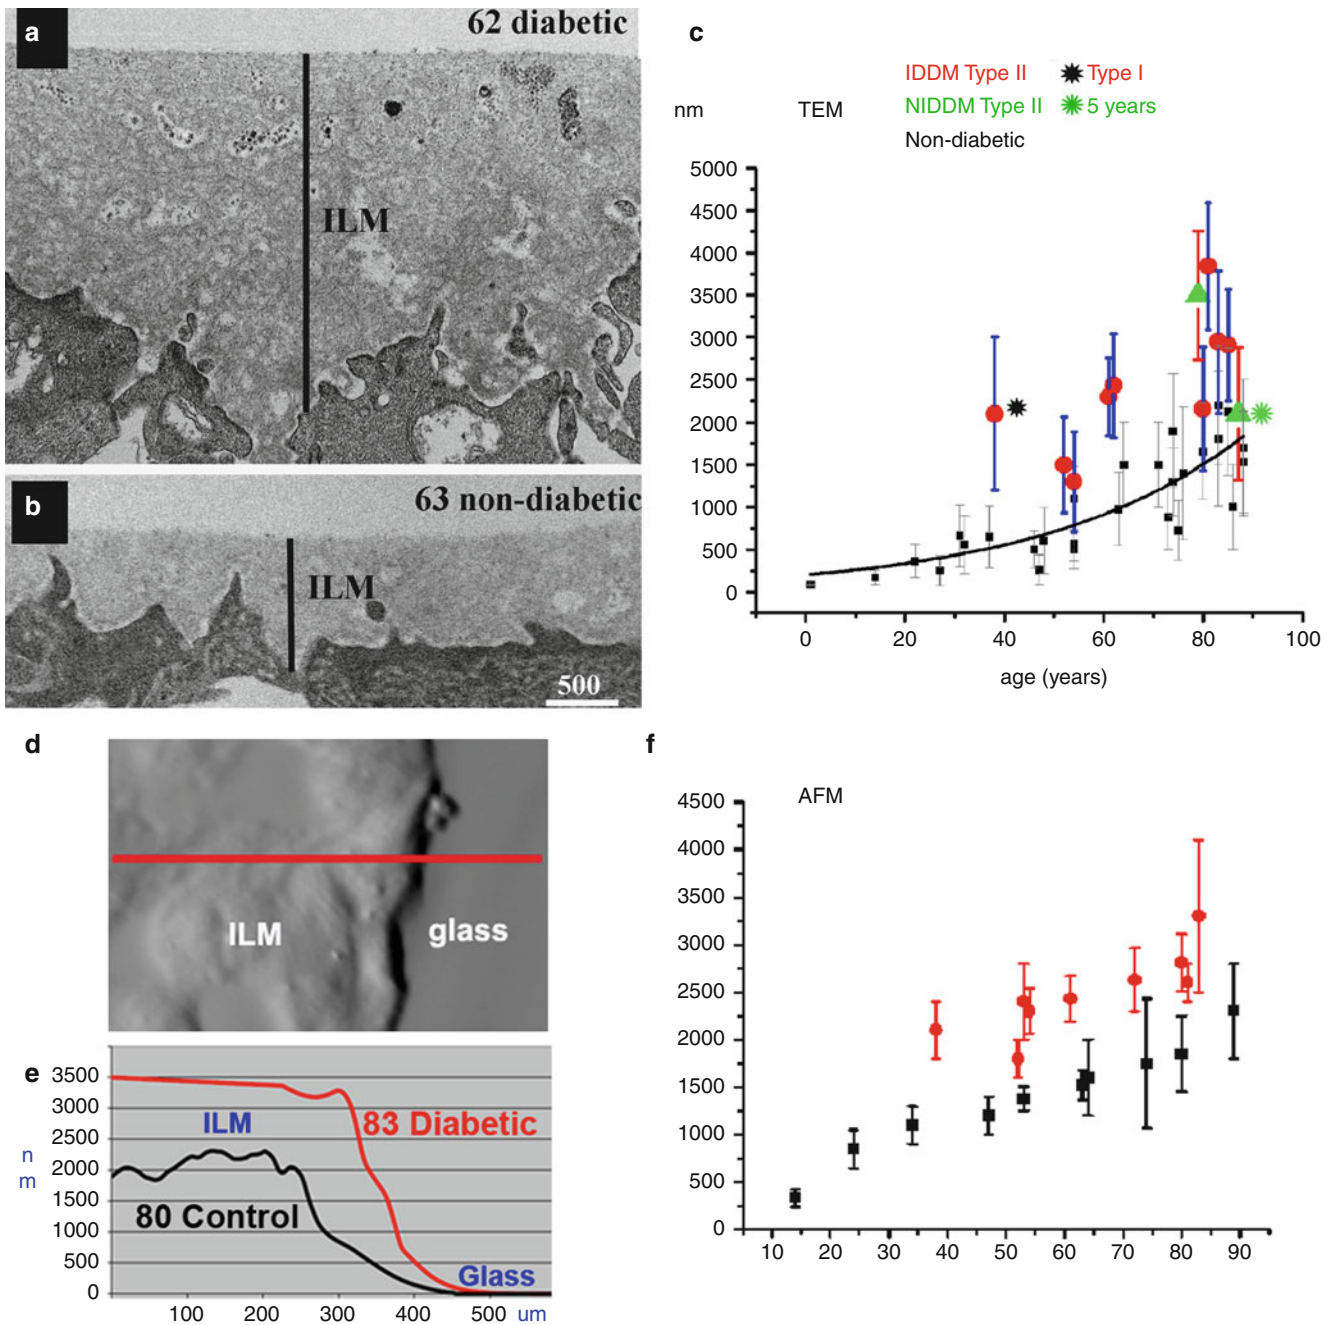 a
62 diabetic
ILM
b
63 non-diabetic
ILM
500
c
IDDM Type II
Type I
NIDDM Type II
5 years
Non-diabetic
nm
TEM
5000
4500
4000
3500
3000
2500
2000
1500
1000
500
0
0 20 40 60 80 100
age (years)
d
ILM
glass
e
3500
3000
2500
2000
1500
1000
500
0
n
m
ILM
83 Diabetic
80 Control
Glass
100 200 300 400 500 um
f
AFM
4500
4000
3500
3000
2500
2000
1500
1000
500
0
10 20 30 40 50 60 70 80 90